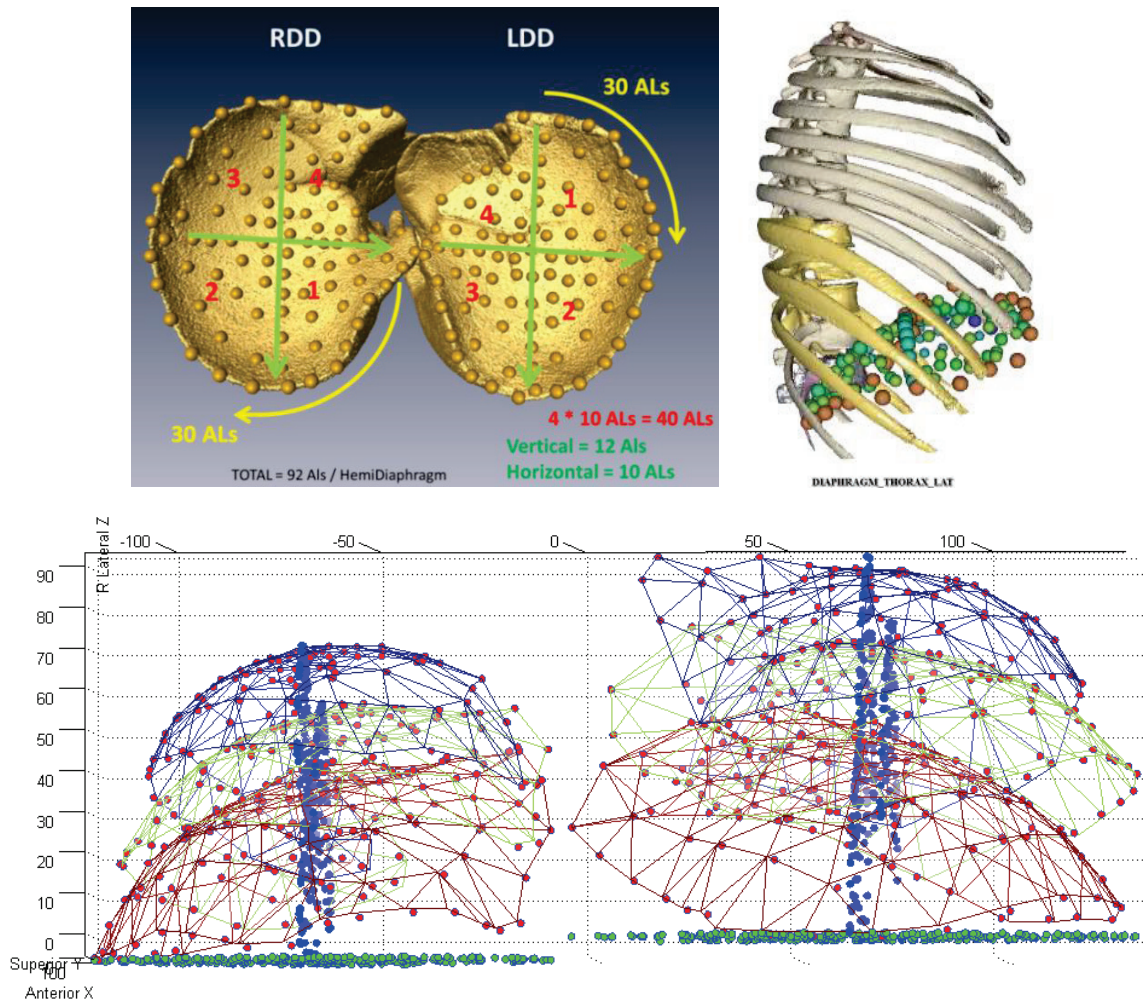 RDD
LDD
30 ALs
3
4
1
4
2
1
3
2
30 ALs
4 * 10 ALs = 40 ALs
Vertical = 12 Als
Horizontal = 10 ALs
TOTAL = 92 Als / HemiDiaphragm
DIAPHRAGM_THORAX_LAT
-100
-50
0
50
100
R Lateral Z
90
80
70
60
50
40
30
20
10
0
Superior Y
100
Anterior X